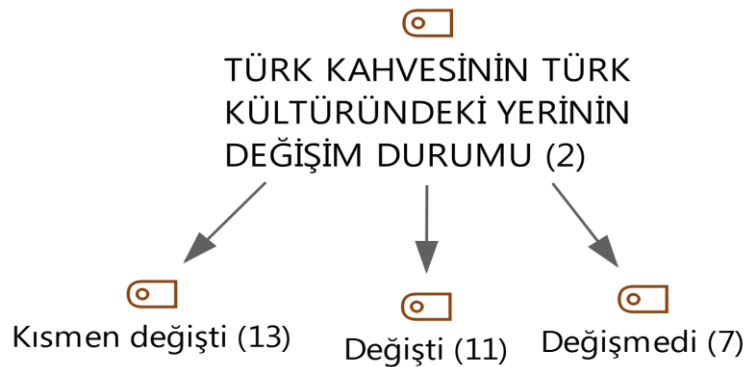 TÜRK KAHVESİNİN TÜRK
KÜLTÜRÜNDEKİ YERİNİN
DEĞİŞİM DURUMU (2)
Kısmen değişti (13)
Değişti (11)
Değişmedi (7)